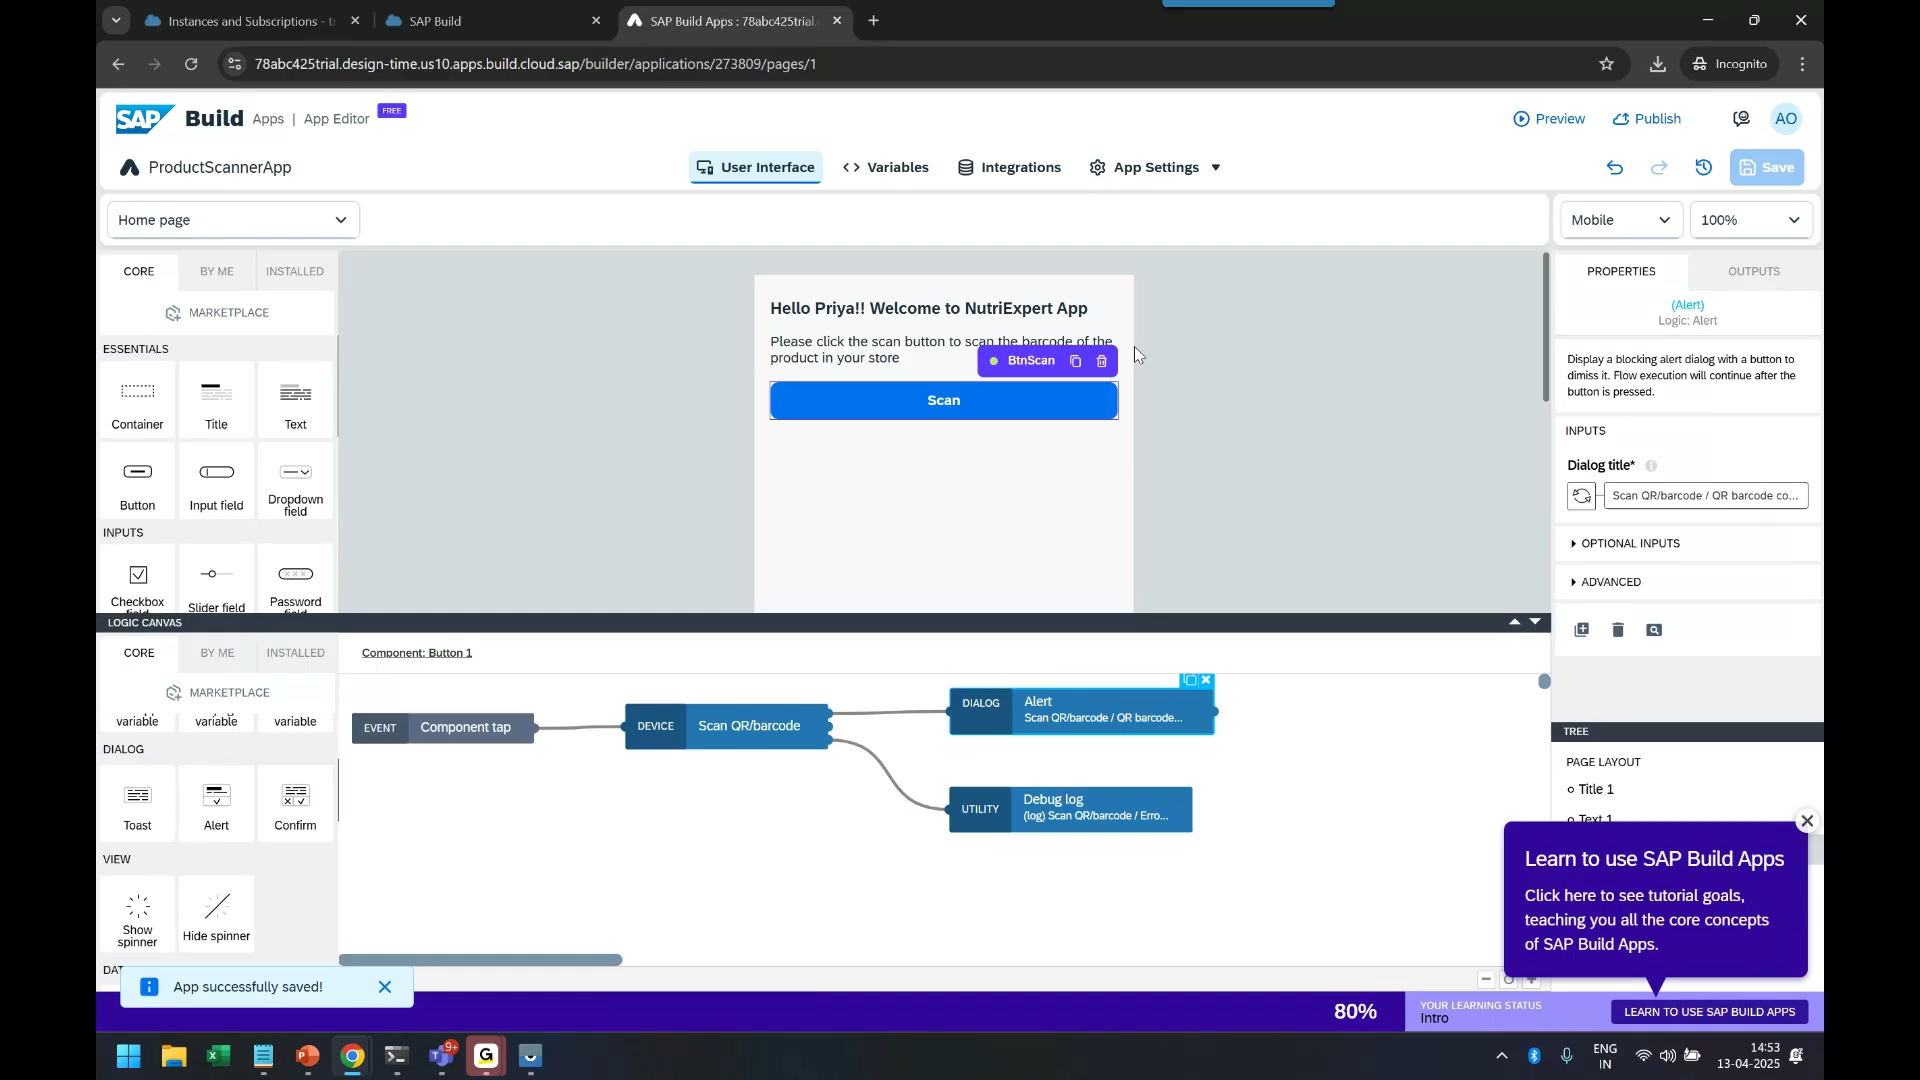 Instances and Subscriptions - t
SAP Build
SAP Build Apps : 78abc425trial.
78abc425trial.design-time.us10.apps.build.cloud.sap/builder/applications/273809/pages/1
Incognito
SAP Build Apps | App Editor FREE
Preview
Publish
AO
ProductScannerApp
User Interface
Variables
Integrations
App Settings
Save
Home page
Mobile
100%
CORE
BY ME
INSTALLED
MARKETPLACE
ESSENTIALS
Container
Title
Text
Button
Input field
Dropdown
field
INPUTS
Checkbox
field
Slider field
Password
field
Hello Priya!! Welcome to NutriExpert App
Please click the scan button to scan the barcode of the
product in your store
BtnScan
Scan
PROPERTIES
OUTPUTS
(Alert)
Logic: Alert
Display a blocking alert dialog with a button to
dimiss it. Flow execution will continue after the
button is pressed.
INPUTS
Dialog title*
Scan QR/barcode / QR barcode co...
OPTIONAL INPUTS
ADVANCED
LOGIC CANVAS
CORE
BY ME
INSTALLED
MARKETPLACE
variable
variable
variable
DIALOG
Toast
Alert
Confirm
VIEW
Show
spinner
Hide spinner
DAT
Component: Button 1
EVENT
Component tap
DEVICE
Scan QR/barcode
DIALOG
Alert
Scan QR/barcode / QR barcode...
UTILITY
Debug log
(log) Scan QR/barcode / Erro...
TREE
PAGE LAYOUT
Title 1
Text 1
Learn to use SAP Build Apps
Click here to see tutorial goals,
teaching you all the core concepts
of SAP Build Apps.
App successfully saved!
80%
YOUR LEARNING STATUS
Intro
LEARN TO USE SAP BUILD APPS
9+
ENG
IN
14:53
13-04-2025